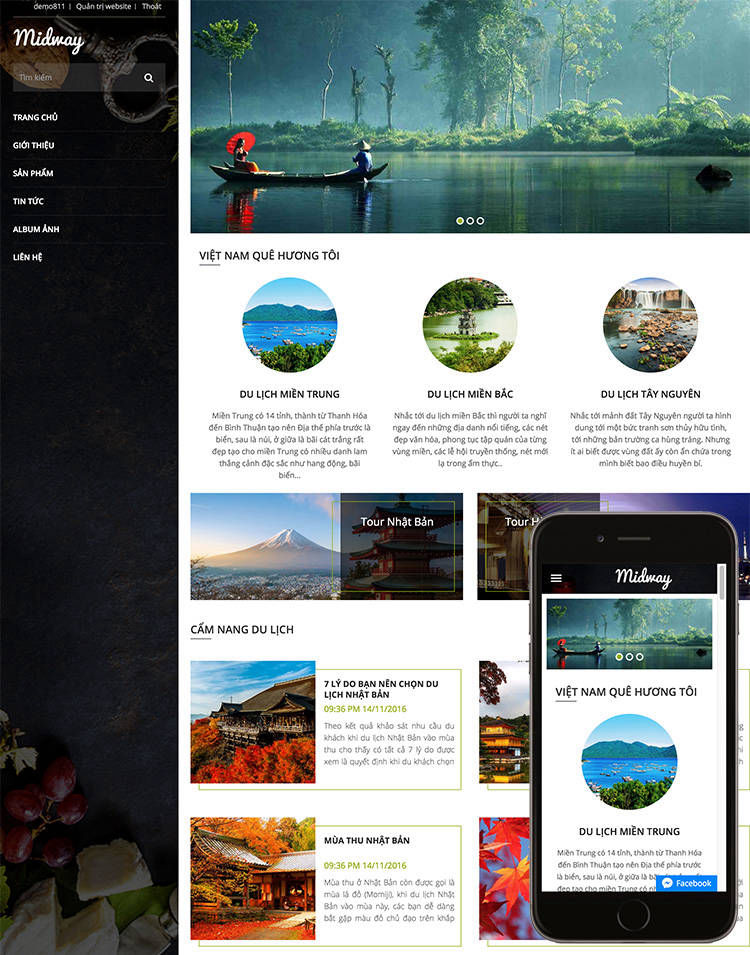 demo811 | Quản trị website | Thoát
Midway
Tìm kiếm
TRANG CHỦ
GIỚI THIỆU
SẢN PHẨM
TIN TỨC
ALBUM ẢNH
LIÊN HỆ
VIỆT NAM QUÊ HƯƠNG TÔI
DU LỊCH MIỀN TRUNG
Miền Trung có 14 tỉnh, thành từ Thanh Hóa
đến Bình Thuận tạo nên Địa thế phía trước là
biển, sau là núi, ở giữa là bãi cát trắng rất
đẹp tạo cho miền Trung có nhiều danh lam
thắng cảnh đặc sắc như hang động, bãi
biển...
DU LỊCH MIỀN BẮC
Nhắc tới du lịch miền Bắc thì người ta nghĩ
ngay đến những địa danh nổi tiếng, các nét
đẹp văn hóa, phong tục tập quán của từng
vùng miền, các lễ hội truyền thống, nét mới
lạ trong ẩm thực..
DU LỊCH TÂY NGUYÊN
Nhắc tới mảnh đất Tây Nguyên người ta hình
dung tới một bức tranh sơn thủy hữu tình,
tới những bản trường ca hùng tráng. Nhưng
ít ai biết được vùng đất ấy còn ẩn chứa trong
mình biết bao điều huyền bí.
Tour Nhật Bản
Tour H
CẨM NANG DU LỊCH
7 LÝ DO BẠN NÊN CHỌN DU
LỊCH NHẬT BẢN
09:36 PM 14/11/2016
Theo kết quả khảo sát nhu cầu du
khách khi du lịch Nhật Bản vào mùa
thu cho thấy có tất cả 7 lý do được
xem là quyết định khi du khách chọn
MÙA THU NHẬT BẢN
09:36 PM 14/11/2016
Mùa thu ở Nhật Bản còn được gọi là
mùa lá đỏ (Momiji), khi du lịch Nhật
Bản vào mùa này, các bạn dễ dàng
bắt gặp màu đỏ chủ đạo trên khắp
Midway
VIỆT NAM QUÊ HƯƠNG TÔI
DU LỊCH MIỀN TRUNG
Miền Trung có 14 tỉnh, thành từ Thanh Hóa
đến Bình Thuận tạo nên Địa thế phía trước là
biển, sau là núi, ở giữa là bãi cát trắng rất
đẹp tạo cho miền Trung có nhiều danh
Facebook